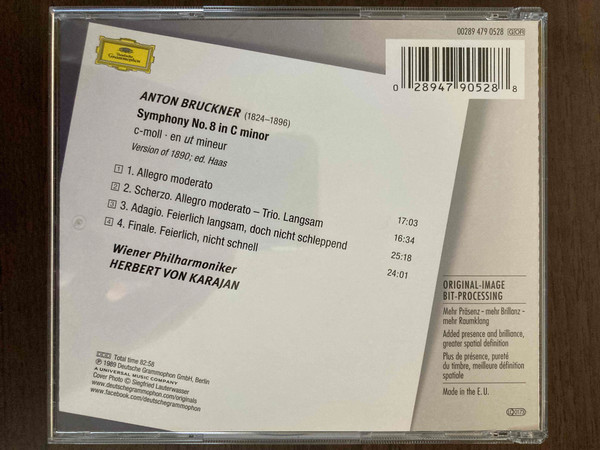 00289 479 0528 GOR
Deutsche
Grammophon
0 28947 90528 8
ANTON BRUCKNER (1824–1896)
Symphony No. 8 in C minor
c-moll · en ut mineur
Version of 1890; ed. Haas
1 1. Allegro moderato 17:03
2 2. Scherzo. Allegro moderato – Trio. Langsam 16:34
3 3. Adagio. Feierlich langsam, doch nicht schleppend 25:18
4 4. Finale. Feierlich, nicht schnell 24:01
Wiener Philharmoniker
HERBERT VON KARAJAN
ORIGINAL-IMAGE
BIT-PROCESSING
Mehr Präsenz - mehr Brillanz -
mehr Raumklang
Added presence and brilliance,
greater spatial definition
Plus de présence, pureté
du timbre, meilleure définition
spatiale
Made in the E. U.
DDD Total time 82:58
℗ 1989 Deutsche Grammophon GmbH, Berlin
A UNIVERSAL MUSIC COMPANY
Cover Photo © Siegfried Lauterwasser
deutschegrammophon.com/originals
www.facebook.com/deutschegrammophon